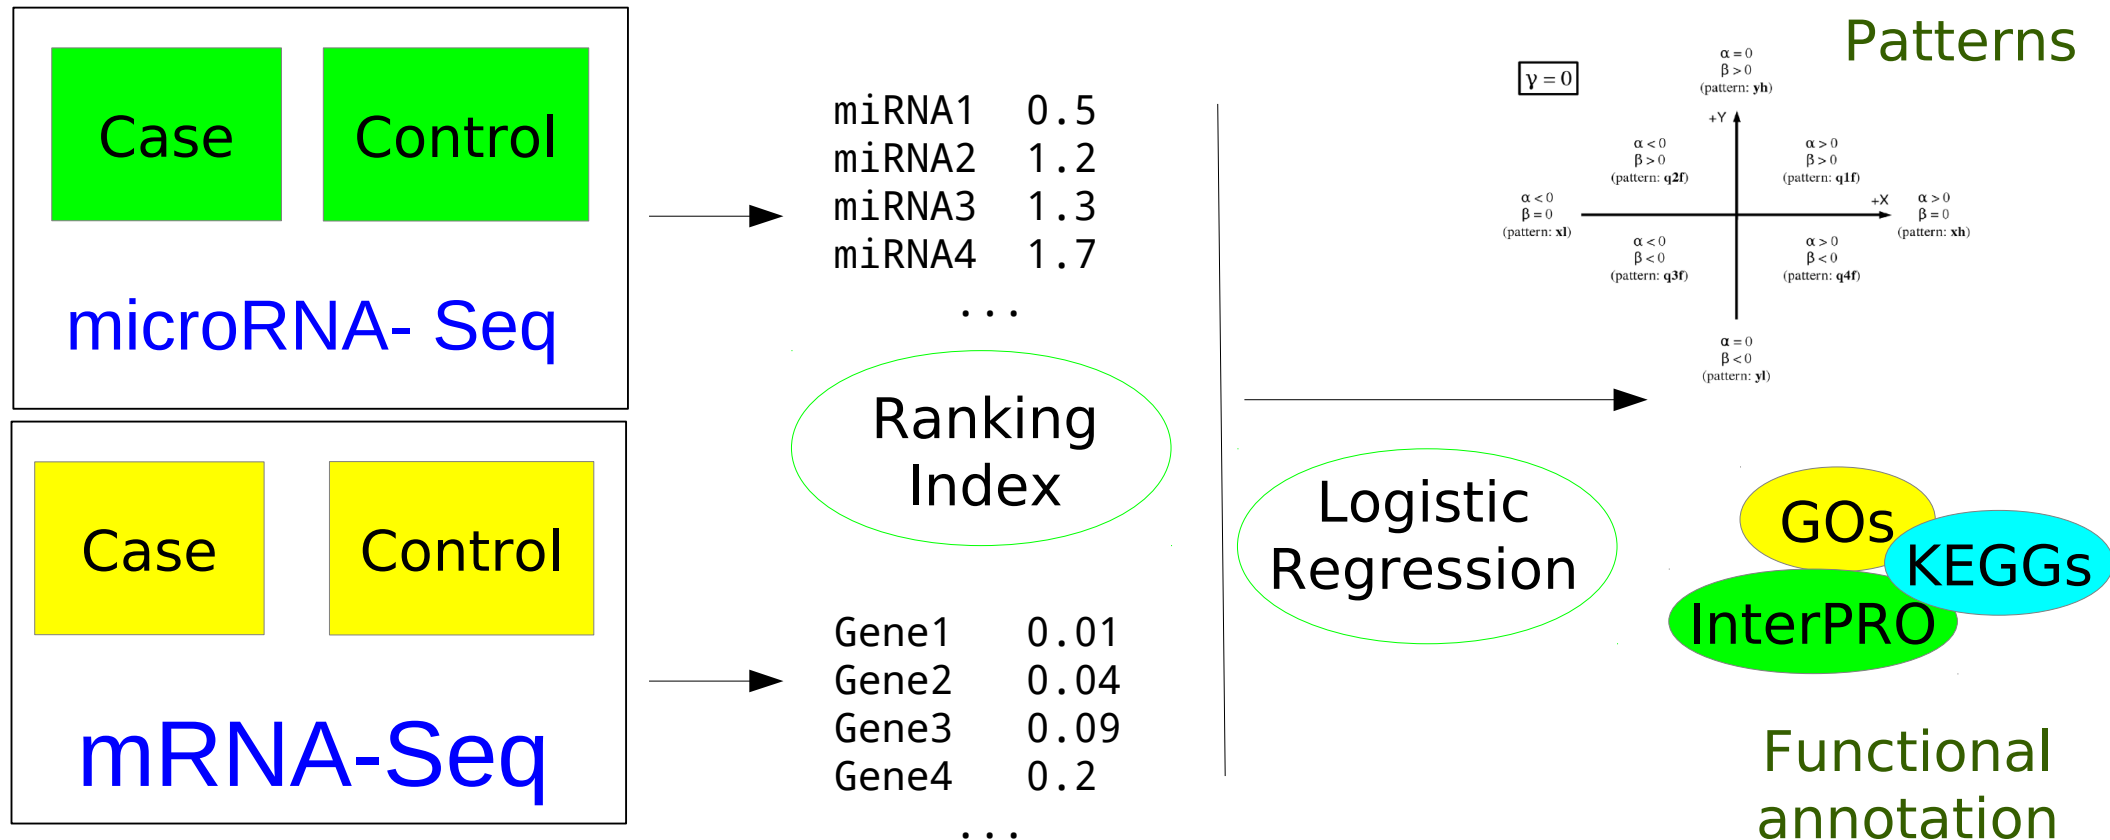 Case
Control
microRNA- Seq
Case
Control
mRNA-Seq
miRNA1 0.5
miRNA2 1.2
miRNA3 1.3
miRNA4 1.7
...
Ranking
Index
Gene1 0.01
Gene2 0.04
Gene3 0.09
Gene4 0.2
...
Logistic
Regression
Patterns
γ = 0
α = 0
β > 0
(pattern: yh)
+Y
α < 0
β > 0
(pattern: q2f)
α > 0
β > 0
(pattern: q1f)
α < 0
β = 0
(pattern: xl)
+X
α > 0
β = 0
(pattern: xh)
α < 0
β < 0
(pattern: q3f)
α > 0
β < 0
(pattern: q4f)
α = 0
β < 0
(pattern: yl)
GOs
KEGGs
InterPRO
Functional
annotation